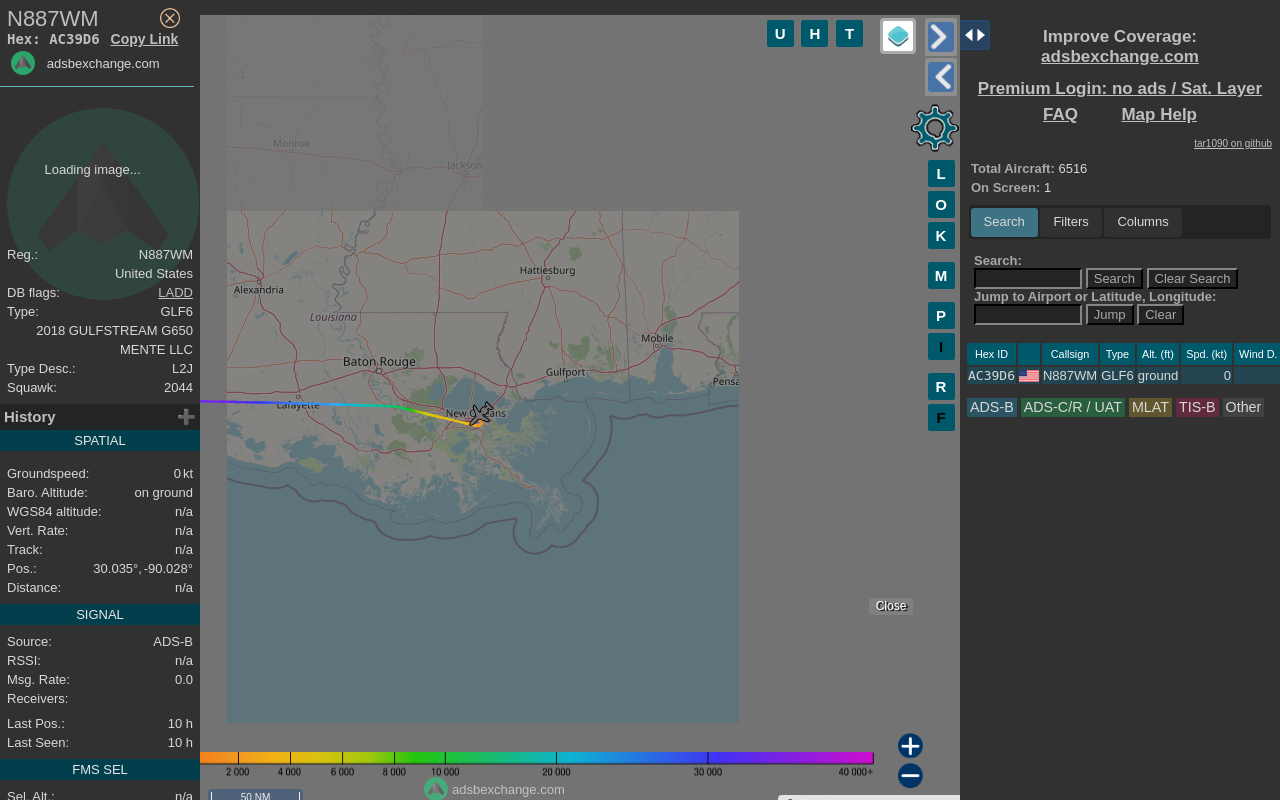 N887WM
Hex: AC39D6 Copy Link
adsbexchange.com
Loading image...
Reg.: N887WM
United States
DB flags: LADD
Type: GLF6
2018 GULFSTREAM G650
MENTE LLC
Type Desc.: L2J
Squawk: 2044
History
SPATIAL
Groundspeed: 0 kt
Baro. Altitude: on ground
WGS84 altitude: n/a
Vert. Rate: n/a
Track: n/a
Pos.: 30.035°, -90.028°
Distance: n/a
SIGNAL
Source: ADS-B
RSSI: n/a
Msg. Rate: 0.0
Receivers:
Last Pos.: 10 h
Last Seen: 10 h
FMS SEL
Sel. Alt.: n/a
U H T
Monroe
Jackson
Hattiesburg
Alexandria
Louisiana
Mobile
Baton Rouge
Gulfport
Pensa
Lafayette
L
O
K
M
P
I
R
F
Close
2 000 4 000 6 000 8 000 10 000 20 000 30 000 40 000+
adsbexchange.com
50 NM
Improve Coverage:
adsbexchange.com
Premium Login: no ads / Sat. Layer
FAQ Map Help
tar1090 on github
Total Aircraft: 6516
On Screen: 1
Search Filters Columns
Search:
Search Clear Search
Jump to Airport or Latitude, Longitude:
Jump Clear
Hex ID Callsign Type Alt. (ft) Spd. (kt) Wind D.
AC39D6 N887WM GLF6 ground 0
ADS-B ADS-C/R / UAT MLAT TIS-B Other